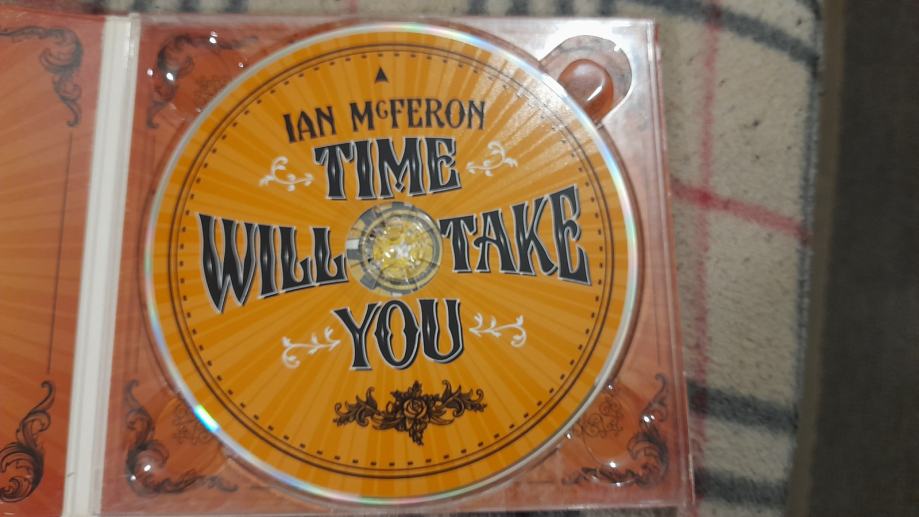 IAN McFERON
TIME
WILL TAKE
YOU